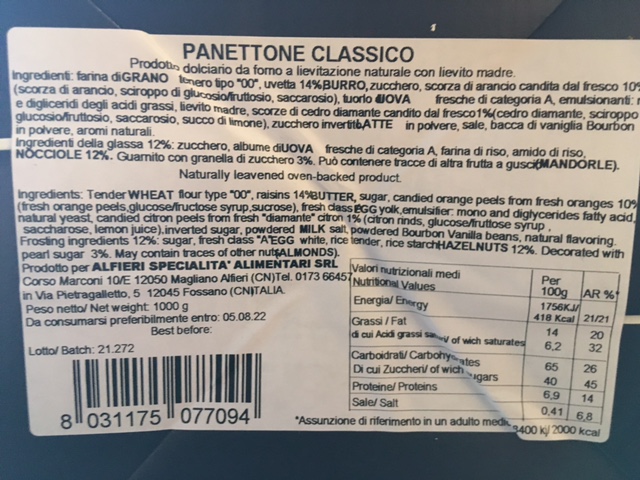 PANETTONE CLASSICO
Prodotto dolciario da forno a lievitazione naturale con lievito madre.
Ingredienti: farina di GRANO tenero tipo "00", uvetta 14% BURRO, zucchero, scorza di arancio candita dal fresco 10%
(scorza di arancio, sciroppo di glucosio/fruttosio, saccarosio), tuorlo d'UOVA fresche di categoria A, emulsionanti:
e digliceridi degli acidi grassi, lievito madre, scorze di cedro diamante candito dal fresco 1% (cedro diamante, sciroppo
glucosio/fruttosio, saccarosio, succo di limone), zucchero invertito LATTE in polvere, sale, bacca di vaniglia Bourbon
in polvere, aromi naturali.
Ingredienti della glassa 12%: zucchero, albume di UOVA fresche di categoria A, farina di riso, amido di riso,
NOCCIOLE 12%. Guarnito con granella di zucchero 3%. Può contenere tracce di altra frutta a guscio (MANDORLE).
Naturally leavened oven-backed product.
Ingredients: Tender WHEAT flour type "00", raisins 14% BUTTER, sugar, candied orange peels from fresh oranges 10%
(fresh orange peels,glucose/fructose syrup,sucrose), fresh class EGG yolk,emulsifier: mono and diglycerides fatty acid,
natural yeast, candied citron peels from fresh "diamante" citron 1% (citron rinds, glucose/fruttose syrup ,
saccharose, lemon juice),inverted sugar, powdered MILK salt, powdered Bourbon Vanilla beans, natural flavoring.
Frosting ingredients 12%: sugar, fresh class "A" EGG white, rice tender, rice starch HAZELNUTS 12%. Decorated with
pearl sugar 3%. May contain traces of other nuts ALMONDS).
Prodotto per ALFIERI SPECIALITA' ALIMENTARI SRL
Corso Marconi 10/E 12050 Magliano Alfieri (CN)Tel. 0173 66457
in Via Pietragalletto, 5 12045 Fossano (CN)ITALIA.
Peso netto/ Net weight: 1000 g
Da consumarsi preferibilmente entro: 05.08.22
Best before:
Lotto/ Batch: 21.272
8 031175 077094
Valori nutrizionali medi
Nutritional Values Per 100g AR %*
Energia/ Energy 1756KJ/ 418 Kcal 21/21
Grassi / Fat 14 20
di cui Acidi grassi saturi/ of wich saturates 6,2 32
Carboidrati/ Carbohydrates 65 26
Di cui Zuccheri/ of wich sugars 40 45
Proteine/ Proteins 6,9 14
Sale/ Salt 0,41 6,8
*Assunzione di riferimento in un adulto medio 8400 kj/ 2000 kcal